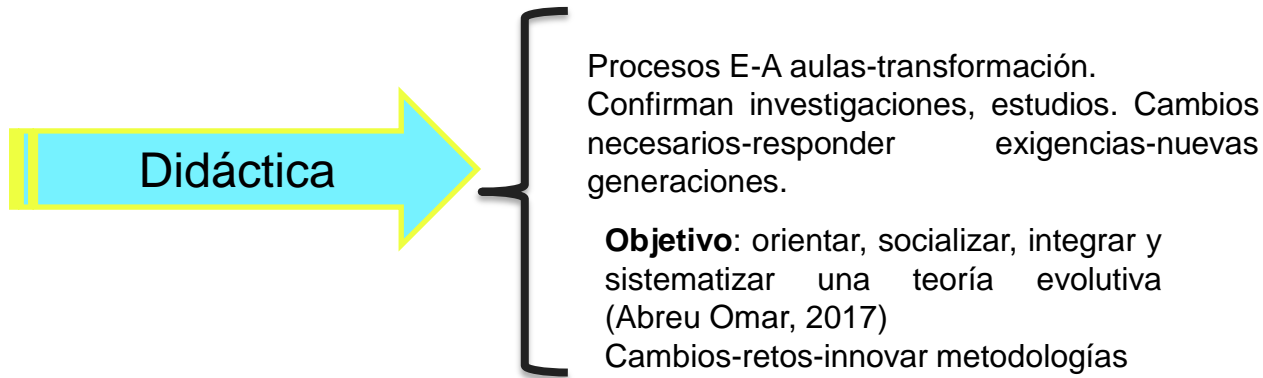 Didáctica
Procesos E-A aulas-transformación.
Confirman investigaciones, estudios. Cambios
necesarios-responder exigencias-nuevas
generaciones.
Objetivo: orientar, socializar, integrar y
sistematizar una teoría evolutiva
(Abreu Omar, 2017)
Cambios-retos-innovar metodologías